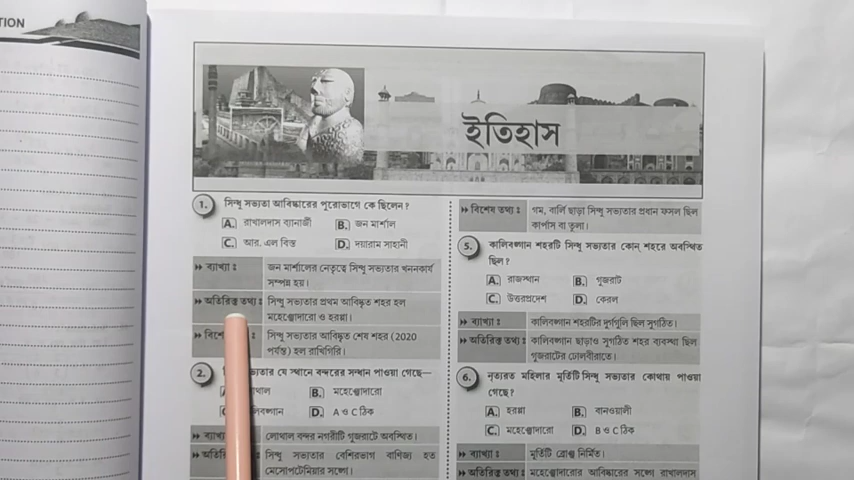 TION
ইতিহাস
1. সিন্ধু সভ্যতা আবিষ্কারের পুরোভাগে কে ছিলেন?
A. রাখালদাস ব্যানার্জী B. জন মার্শাল
C. আর. এল বিস্ত D. দয়ারাম সাহানী
ব্যাখ্যা : জন মার্শালের নেতৃত্বে সিন্ধু সভ্যতার খননকার্য
সম্পন্ন হয়।
অতিরিক্ত তথ্য : সিন্ধু সভ্যতার প্রথম আবিষ্কৃত শহর হল
মহেঞ্জোদারো ও হরপ্পা।
সিন্ধু সভ্যতার আবিষ্কৃত শেষ শহর (2020
পর্যন্ত) হল রাখিগিরি।
2. যে স্থানে বন্দরের সন্ধান পাওয়া গেছে—
B. মহেঞ্জোদারো
D. A ও C ঠিক
ব্যাখ্যা লোথাল বন্দর নগরীটি গুজরাটে অবস্থিত।
সিন্ধু সভ্যতার বেশিরভাগ বাণিজ্য হত
মেসোপটেমিয়ার সঙ্গে।
বিশেষ তথ্য : গম, বার্লি ছাড়া সিন্ধু সভ্যতার প্রধান ফসল ছিল
কার্পাস বা তুলা।
5. কালিবঙ্গান শহরটি সিন্ধু সভ্যতার কোন্ শহরে অবস্থিত
ছিল?
A. রাজস্থান B. গুজরাট
C. উত্তরপ্রদেশ D. কেরল
ব্যাখ্যা : কালিবঙ্গান শহরটির দুর্গগুলি ছিল সুগঠিত।
অতিরিক্ত তথ্য : কালিবঙ্গান ছাড়াও সুগঠিত শহর ব্যবস্থা ছিল
গুজরাটের ঢোলবীরাতে।
6. নৃত্যরত মহিলার মূর্তিটি সিন্ধু সভ্যতার কোথায় পাওয়া
গেছে?
A. হরপ্পা B. বানওয়ালী
C. মহেঞ্জোদারো D. B ও C ঠিক
ব্যাখ্যা : মূর্তিটি ব্রোঞ্জ নির্মিত।
অতিরিক্ত তথ্য : মহেঞ্জোদারোর আবিষ্কারের সঙ্গে রাখালদাস